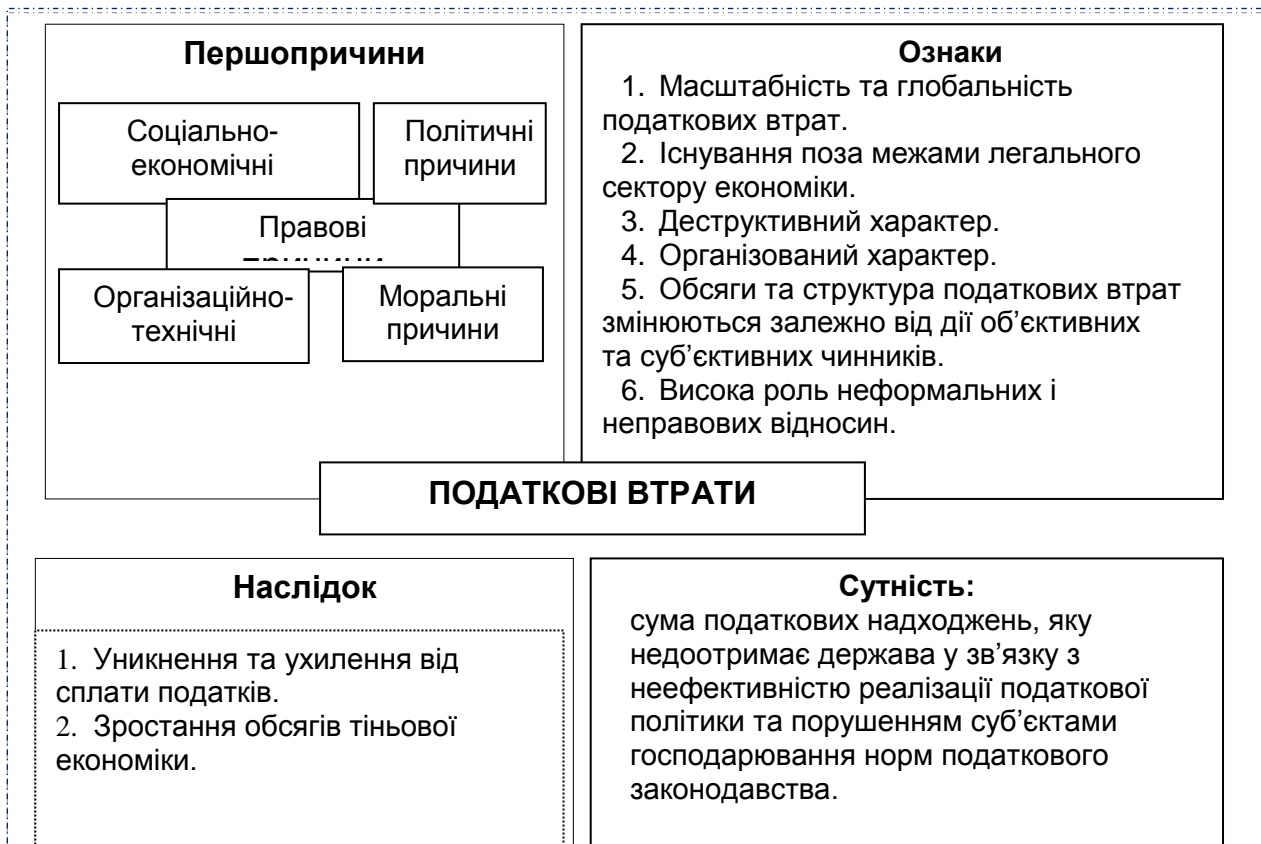 Першопричини
Соціально-
економічні
Політичні
причини
Правові
Організаційно-
технічні
Моральні
причини
Ознаки
1. Масштабність та глобальність
податкових втрат.
2. Існування поза межами легального
сектору економіки.
3. Деструктивний характер.
4. Організований характер.
5. Обсяги та структура податкових втрат
змінюються залежно від дії об’єктивних
та суб’єктивних чинників.
6. Висока роль неформальних і
неправових відносин.
ПОДАТКОВІ ВТРАТИ
Наслідок
1. Уникнення та ухилення від
сплати податків.
2. Зростання обсягів тіньової
економіки.
Сутність:
сума податкових надходжень, яку
недоотримає держава у зв’язку з
неефективністю реалізації податкової
політики та порушенням суб’єктами
господарювання норм податкового
законодавства.